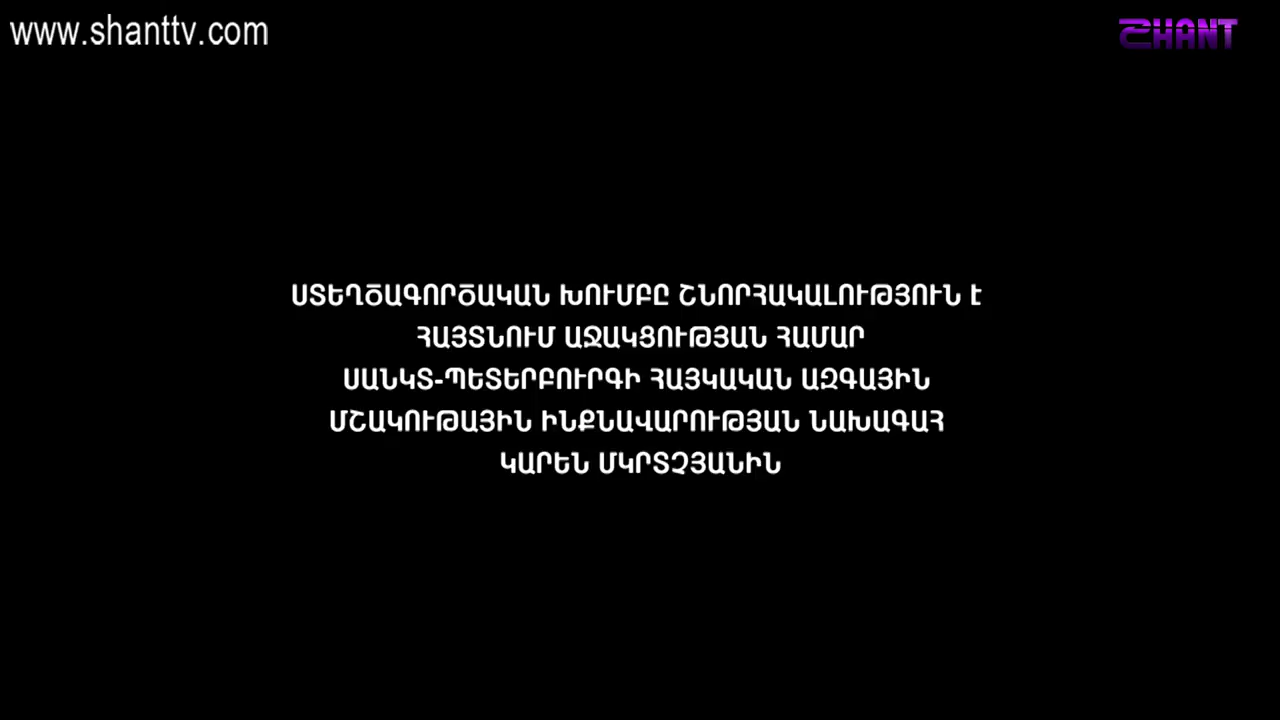 www.shanttv.com
SHANT
ՍՏԵՂԾԱԳՈՐԾԱԿԱՆ ԽՈՒՄԲԸ ՇՆՈՐՀԱԿԱԼՈՒԹՅՈՒՆ Է
ՀԱՅՏՆՈՒՄ ԱՋԱԿՑՈՒԹՅԱՆ ՀԱՄԱՐ
ՍԱՆԿՏ-ՊԵՏԵՐԲՈՒՐԳԻ ՀԱՅԿԱԿԱՆ ԱԶԳԱՅԻՆ
ՄՇԱԿՈՒԹԱՅԻՆ ԻՆՔՆԱՎԱՐՈՒԹՅԱՆ ՆԱԽԱԳԱՀ
ԿԱՐԵՆ ՄԿՐՏՉՅԱՆԻՆ